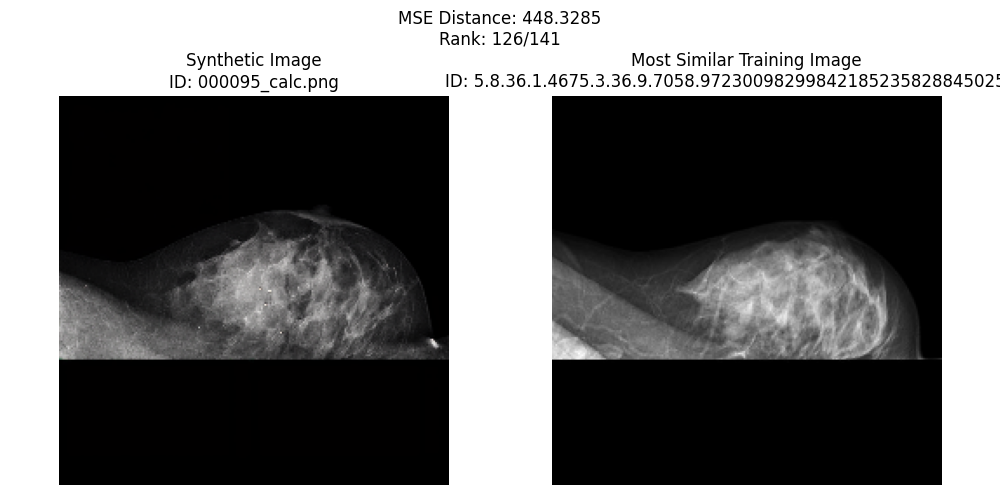 MSE Distance: 448.3285
Rank: 126/141
Synthetic Image
ID: 000095_calc.png
Most Similar Training Image
ID: 5.8.36.1.4675.3.36.9.7058.9723009829984218523582884502５